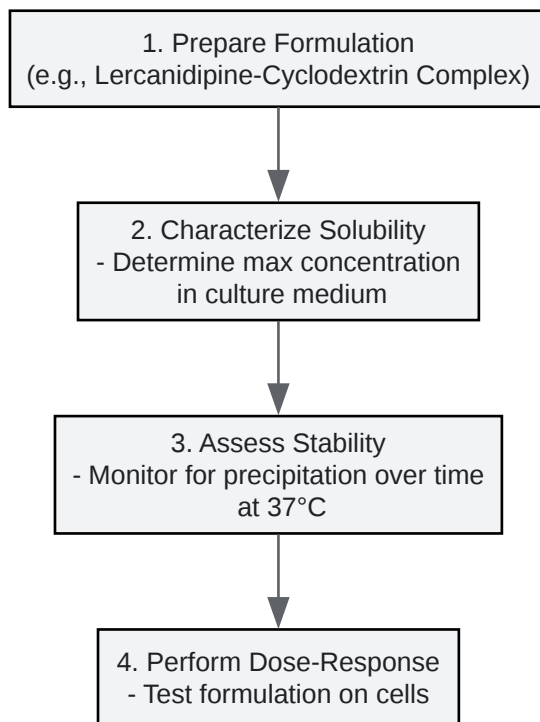 1. Prepare Formulation
(e.g., Lercanidipine-Cyclodextrin Complex)
2. Characterize Solubility
- Determine max concentration
in culture medium
3. Assess Stability
- Monitor for precipitation over time
at 37°C
4. Perform Dose-Response
- Test formulation on cells